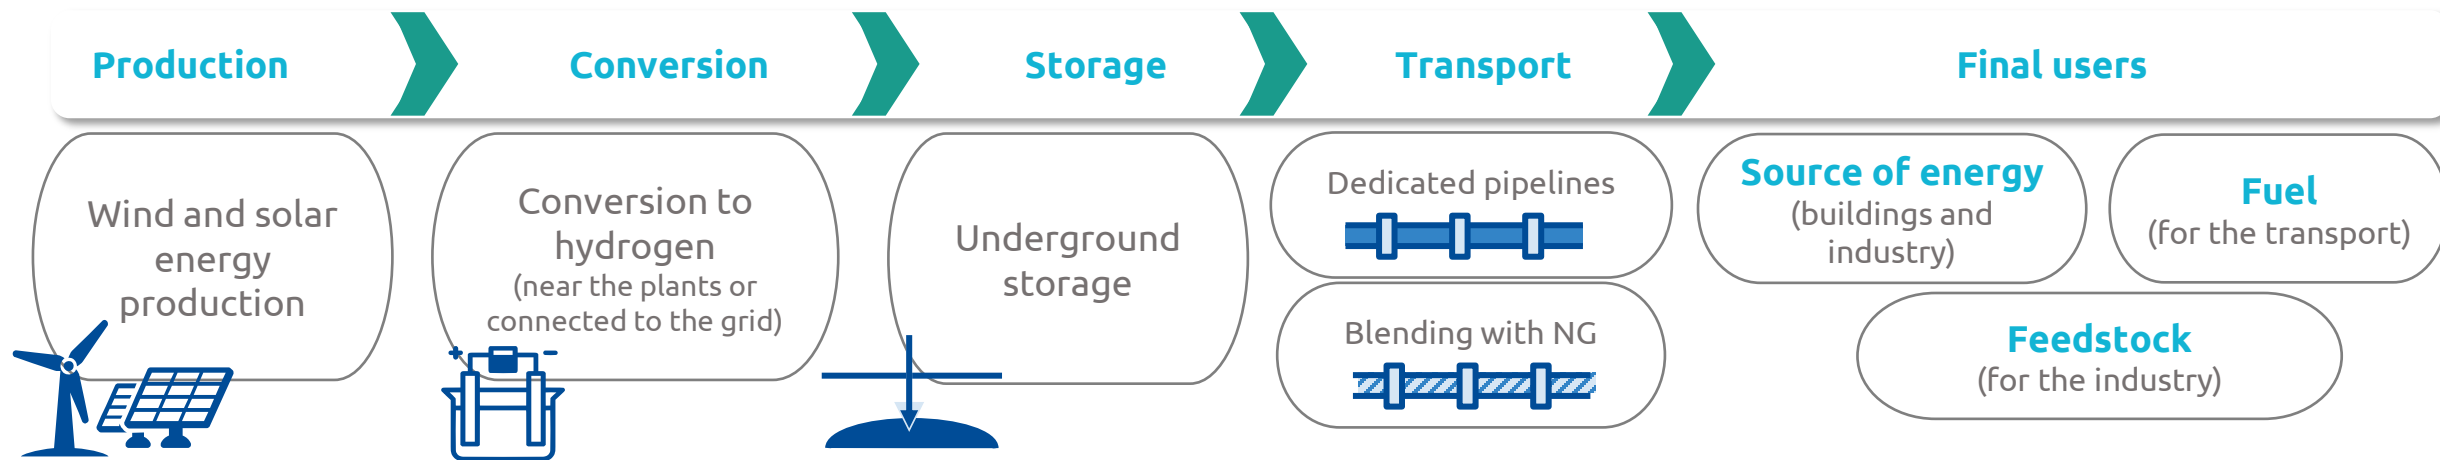 Production
Conversion
Storage
Transport
Final users
Wind and solar
energy
production
Conversion to
hydrogen
(near the plants or
connected to the grid)
Underground
storage
Dedicated pipelines
Blending with NG
Source of energy
(buildings and
industry)
Fuel
(for the transport)
Feedstock
(for the industry)